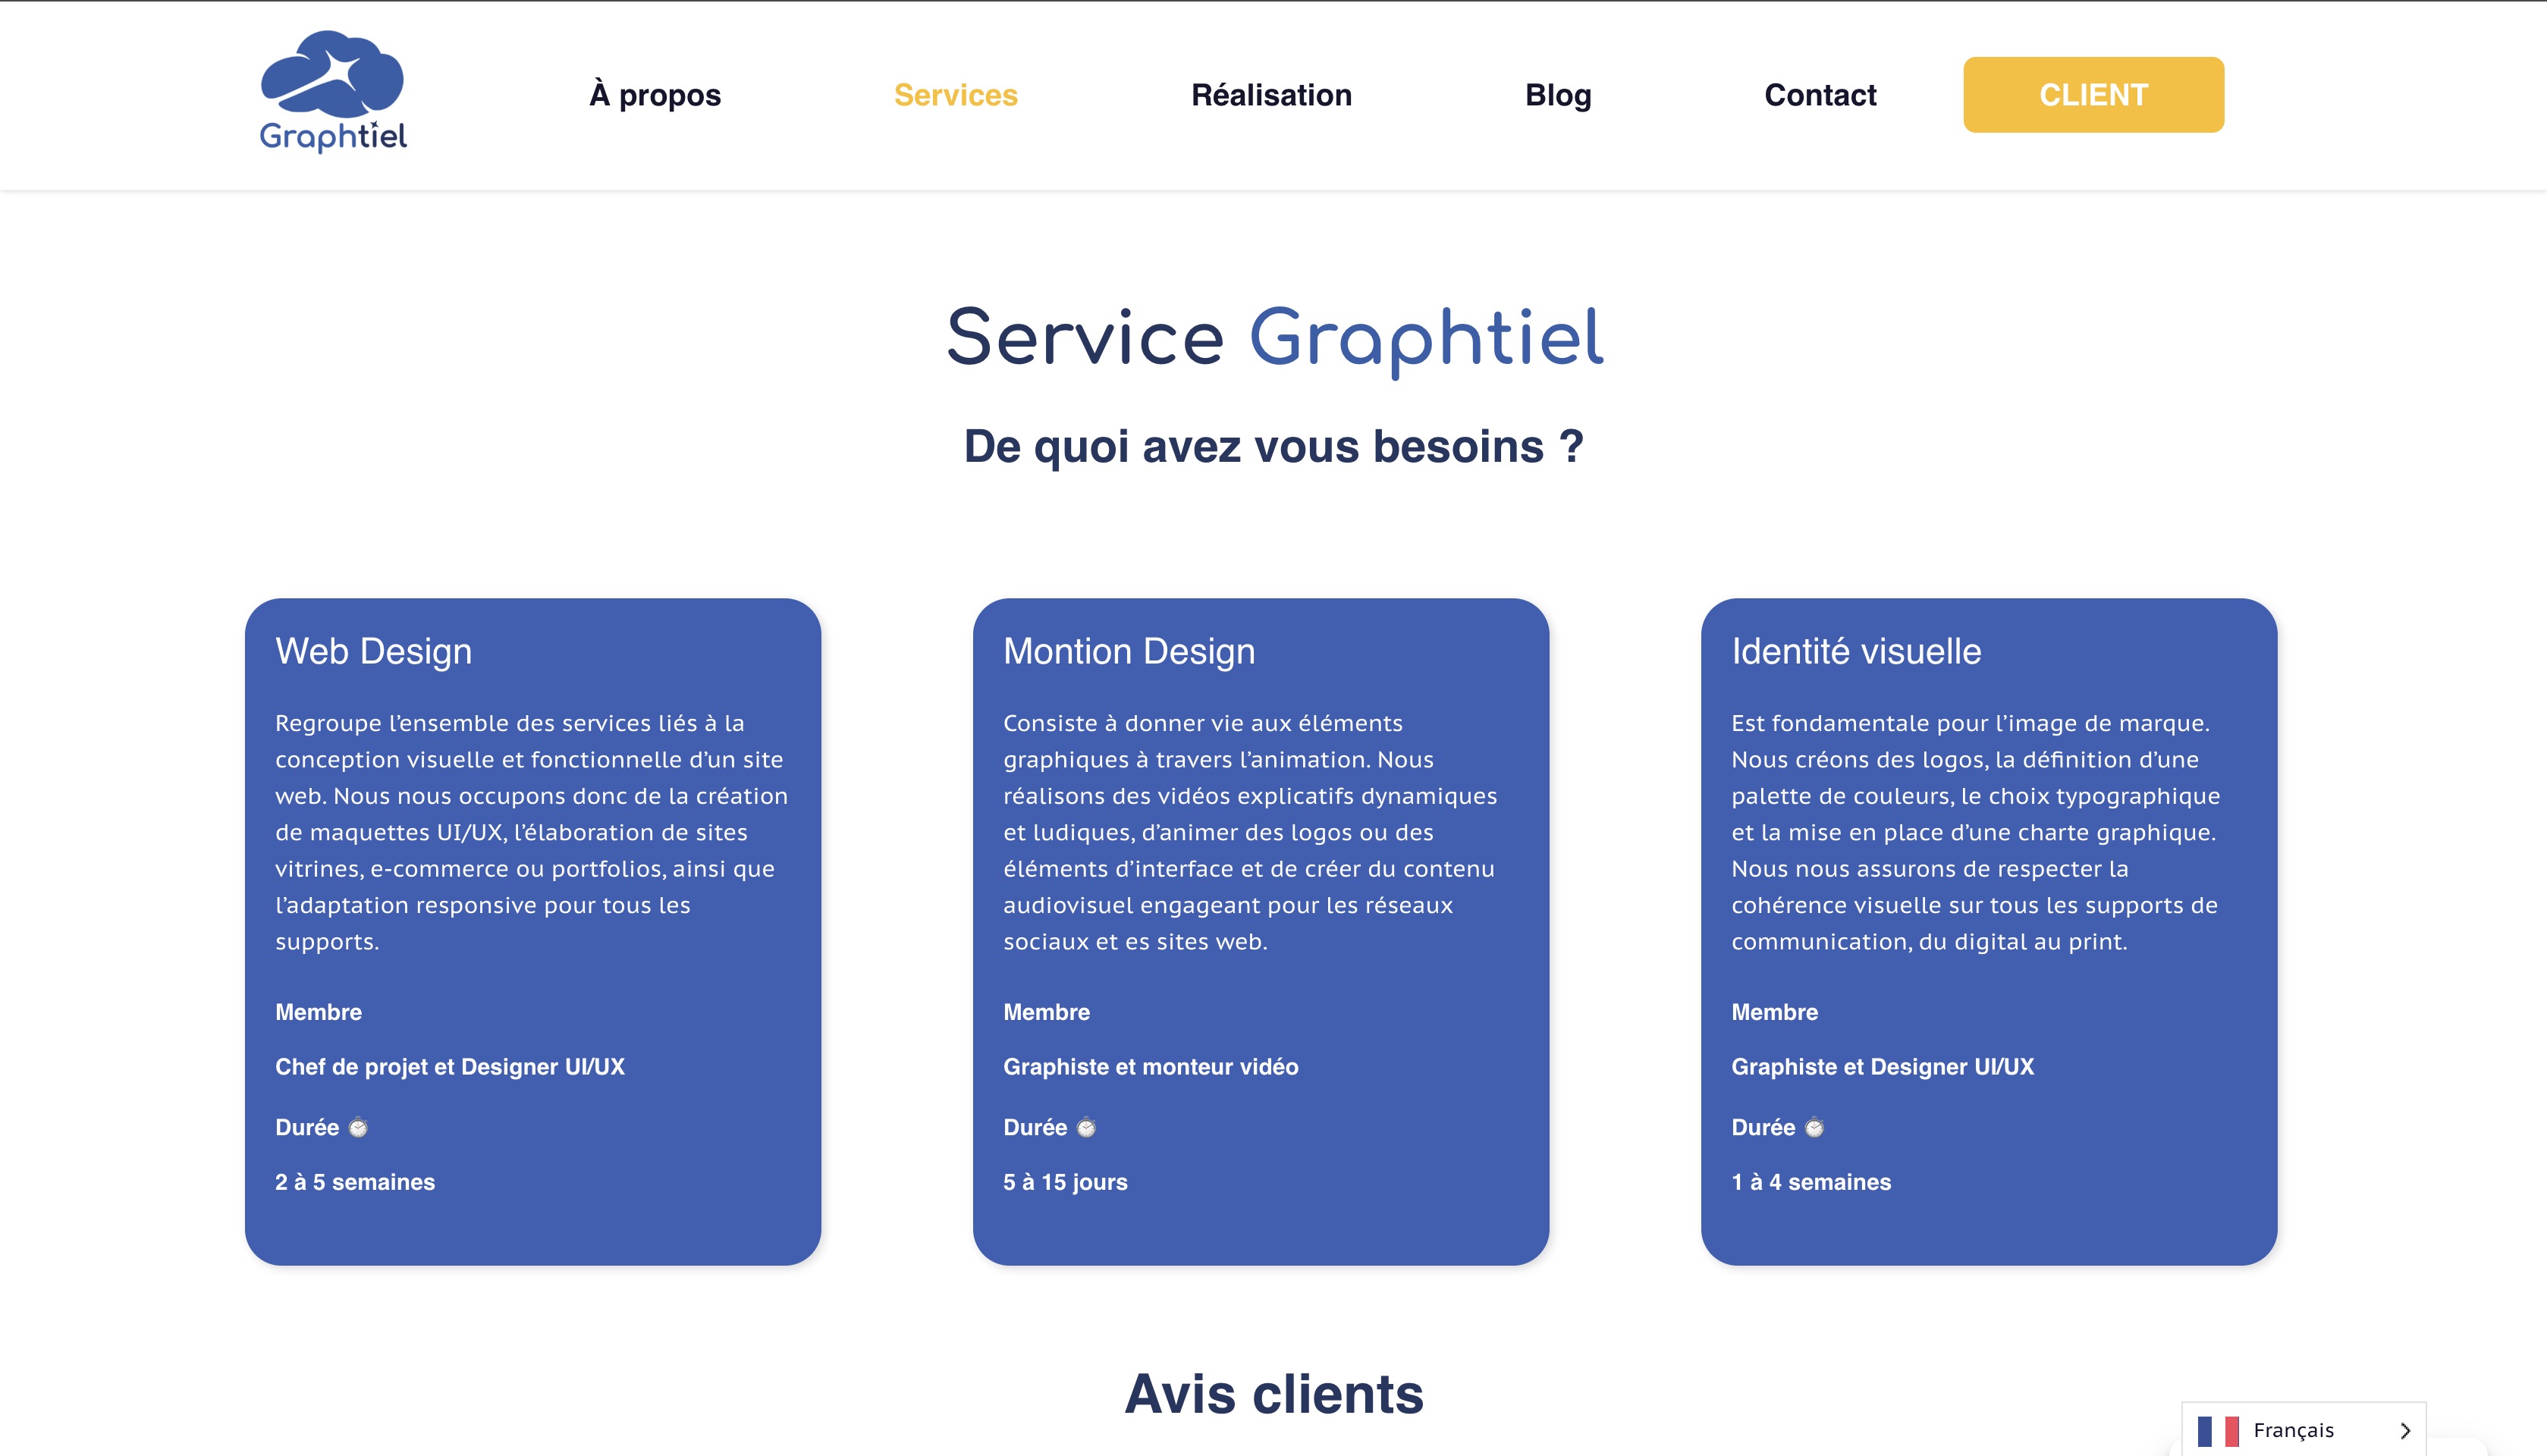 Graphtiel
À propos
Services
Réalisation
Blog
Contact
CLIENT
Service Graphtiel
De quoi avez vous besoins ?
Web Design
Regroupe l’ensemble des services liés à la
conception visuelle et fonctionnelle d’un site
web. Nous nous occupons donc de la création
de maquettes UI/UX, l’élaboration de sites
vitrines, e-commerce ou portfolios, ainsi que
l’adaptation responsive pour tous les
supports.
Membre
Chef de projet et Designer UI/UX
Durée ⏱
2 à 5 semaines
Montion Design
Consiste à donner vie aux éléments
graphiques à travers l’animation. Nous
réalisons des vidéos explicatifs dynamiques
et ludiques, d’animer des logos ou des
éléments d’interface et de créer du contenu
audiovisuel engageant pour les réseaux
sociaux et es sites web.
Membre
Graphiste et monteur vidéo
Durée ⏱
5 à 15 jours
Identité visuelle
Est fondamentale pour l’image de marque.
Nous créons des logos, la définition d’une
palette de couleurs, le choix typographique
et la mise en place d’une charte graphique.
Nous nous assurons de respecter la
cohérence visuelle sur tous les supports de
communication, du digital au print.
Membre
Graphiste et Designer UI/UX
Durée ⏱
1 à 4 semaines
Avis clients
Français